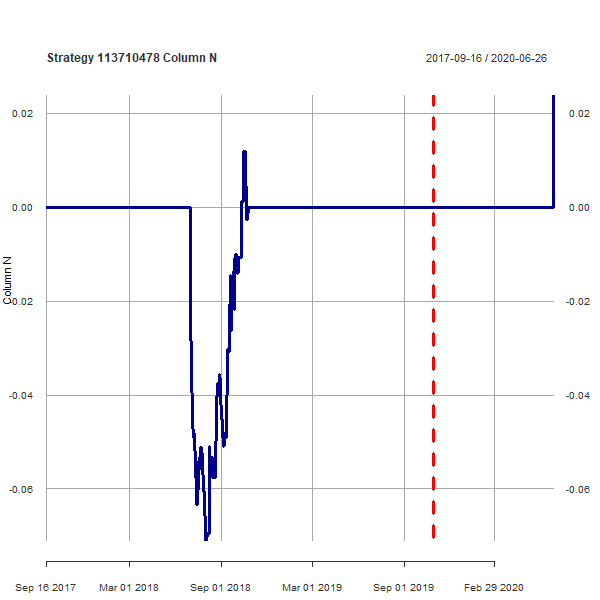 Strategy 113710478 Column N
2017-09-16 / 2020-06-26
0.02
0.02
0.00
0.00
Column N
-0.02
-0.02
-0.04
-0.04
-0.06
-0.06
Sep 16 2017
Mar 01 2018
Sep 01 2018
Mar 01 2019
Sep 01 2019
Feb 29 2020